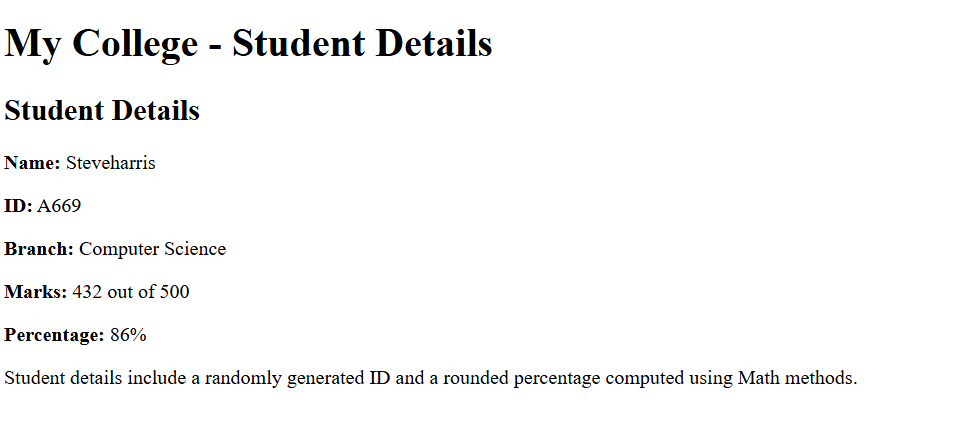 My College - Student Details
Student Details
Name: Steveharris
ID: A669
Branch: Computer Science
Marks: 432 out of 500
Percentage: 86%
Student details include a randomly generated ID and a rounded percentage computed using Math methods.